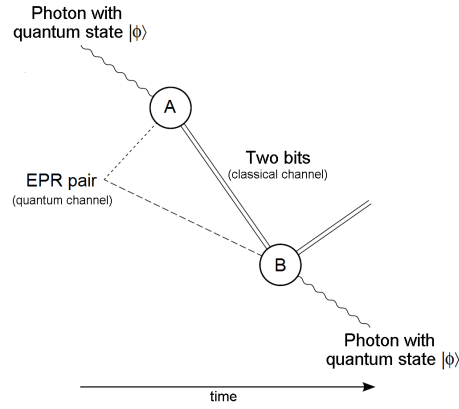 Photon with
quantum state |ϕ⟩
A
Two bits
(classical channel)
EPR pair
(quantum channel)
B
Photon with
quantum state |ϕ⟩
time